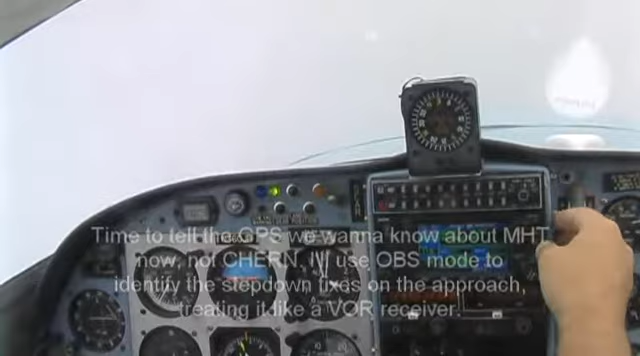 Time to tell the GPS we wanna know about MHT
now, not CHERN. I'll use OBS mode to
identify the stepdown fixes on the approach,
treating it like a VOR receiver.